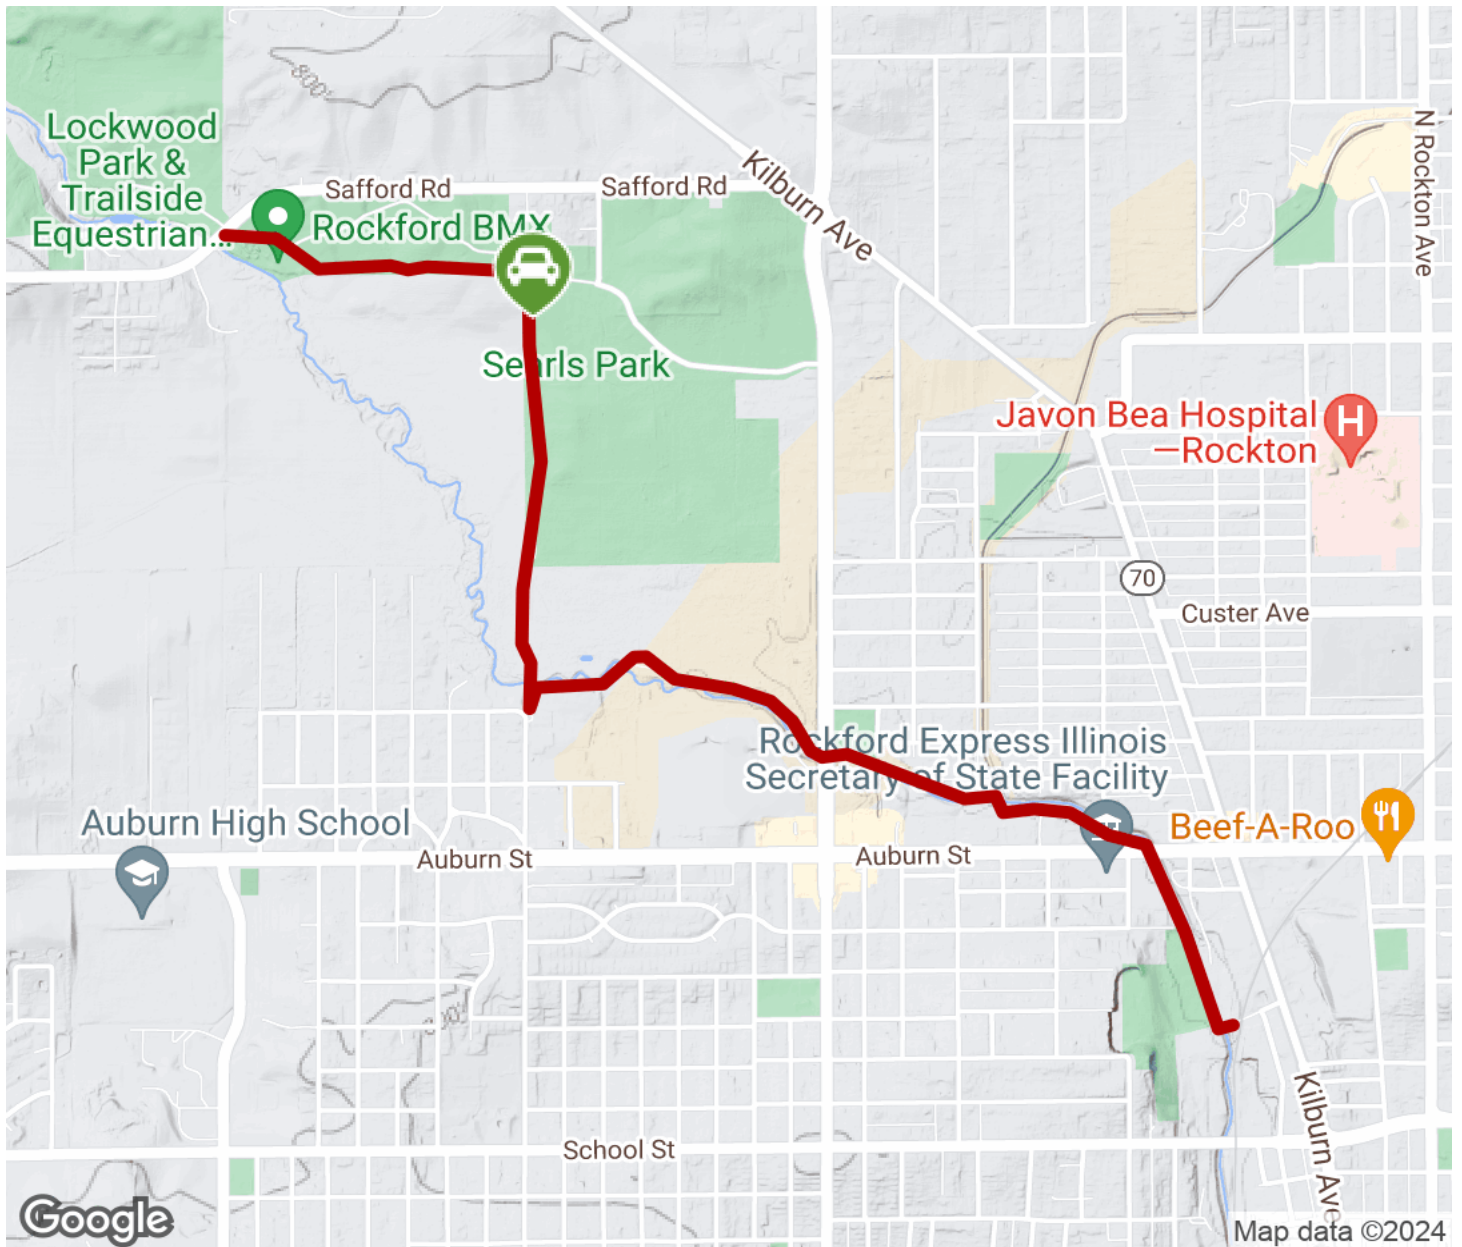 800'
Lockwood
Park &
Trailside
Equestrian...
Safford Rd
Safford Rd
Kilburn Ave
N Rockton Ave
Rockford BMX
Searls Park
Javon Bea Hospital
—Rockton
H
70
Custer Ave
Rockford Express Illinois
Secretary of State Facility
Auburn High School
Beef-A-Roo
Auburn St
Auburn St
800'
Kilburn Ave
School St
Google
Map data ©2024